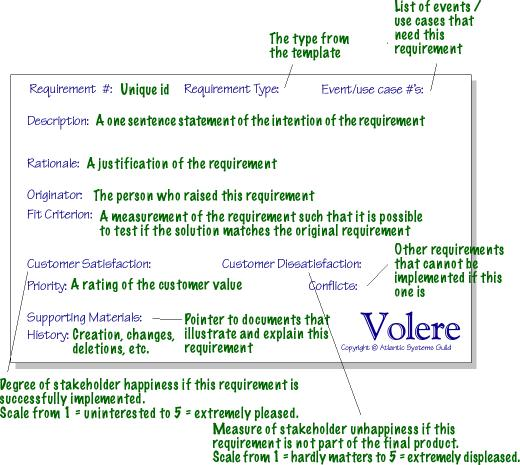 List of events /
use cases that
need this
requirement
The type from
the template
Requirement #: Unique id Requirement Type: Event/use case #'s:
Description: A one sentence statement of the intention of the requirement
Rationale: A justification of the requirement
Originator: The person who raised this requirement
Fit Criterion: A measurement of the requirement such that it is possible
to test if the solution matches the original requirement
Other requirements
that cannot be
implemented if this
one is
Customer Satisfaction: Customer Dissatisfaction:
Priority: A rating of the customer value Conflicts:
Supporting Materials: Pointer to documents that
illustrate and explain this
requirement
History: Creation, changes,
deletions, etc.
Volere
Copyright © Atlantic Systems Guild
Degree of stakeholder happiness if this requirement is
successfully implemented.
Scale from 1 = uninterested to 5 = extremely pleased.
Measure of stakeholder unhappiness if this
requirement is not part of the final product.
Scale from 1 = hardly matters to 5 = extremely displeased.